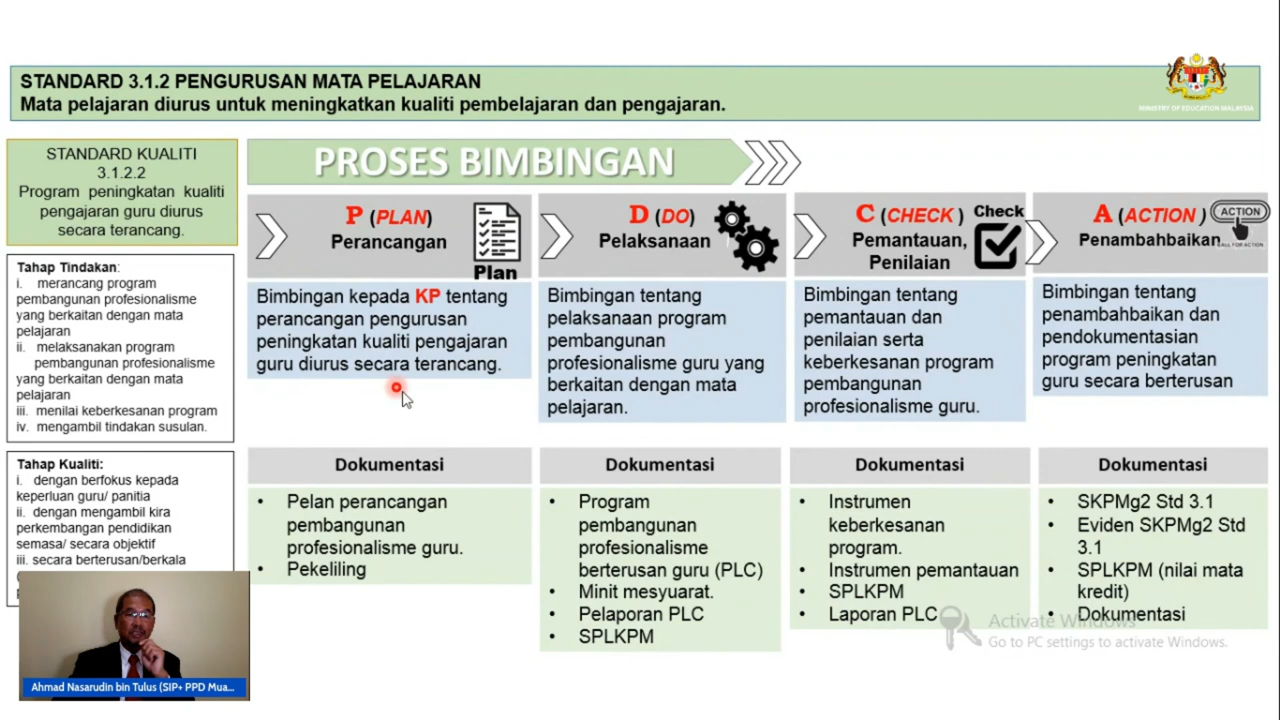 STANDARD 3.1.2 PENGURUSAN MATA PELAJARAN
Mata pelajaran diurus untuk meningkatkan kualiti pembelajaran dan pengajaran.
MINISTRY OF EDUCATION MALAYSIA
STANDARD KUALITI
3.1.2.2
Program peningkatan kualiti
pengajaran guru diurus
secara terancang.
Tahap Tindakan:
i. merancang program
pembangunan profesionalisme
yang berkaitan dengan mata
pelajaran
ii. melaksanakan program
pembangunan profesionalisme
yang berkaitan dengan mata
pelajaran
iii. menilai keberkesanan program
iv. mengambil tindakan susulan.
Tahap Kualiti:
i. dengan berfokus kepada
keperluan guru/ panitia
ii. dengan mengambil kira
perkembangan pendidikan
semasa/ secara objektif
iii. secara berterusan/berkala
PROSES BIMBINGAN
P (PLAN)
Perancangan
Plan
Bimbingan kepada KP tentang
perancangan pengurusan
peningkatan kualiti pengajaran
guru diurus secara terancang.
Dokumentasi
• Pelan perancangan
pembangunan
profesionalisme guru.
• Pekeliling
D (DO)
Pelaksanaan
Bimbingan tentang
pelaksanaan program
pembangunan
profesionalisme guru yang
berkaitan dengan mata
pelajaran.
Dokumentasi
• Program
pembangunan
profesionalisme
berterusan guru (PLC)
• Minit mesyuarat.
• Pelaporan PLC
• SPLKPM
C (CHECK )
Pemantauan,
Penilaian
Check
Bimbingan tentang
pemantauan dan
penilaian serta
keberkesanan program
pembangunan
profesionalisme guru.
Dokumentasi
• Instrumen
keberkesanan
program.
• Instrumen pemantauan
• SPLKPM
• Laporan PLC
A (ACTION )
Penambahbaikan
ACTION
CALL FOR ACTION
Bimbingan tentang
penambahbaikan dan
pendokumentasian
program peningkatan
guru secara berterusan
Dokumentasi
• SKPMg2 Std 3.1
• Eviden SKPMg2 Std
3.1
• SPLKPM (nilai mata
kredit)
• Dokumentasi
Activate Windows
Go to PC settings to activate Windows.
Ahmad Nasarudin bin Tulus (SIP+ PPD Mua...